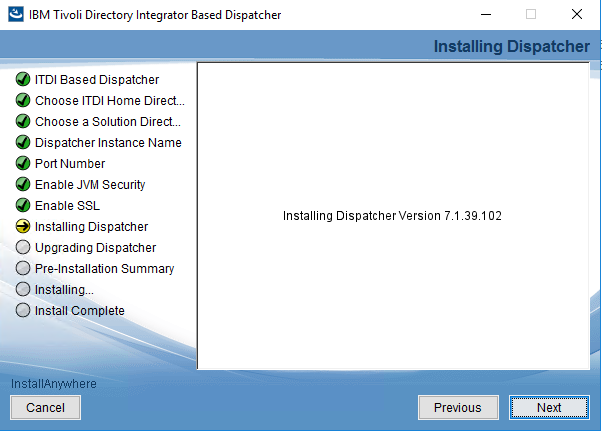 IBM Tivoli Directory Integrator Based Dispatcher
Installing Dispatcher
ITDI Based Dispatcher
Choose ITDI Home Direct...
Choose a Solution Direct...
Dispatcher Instance Name
Port Number
Enable JVM Security
Enable SSL
Installing Dispatcher
Upgrading Dispatcher
Pre-Installation Summary
Installing...
Install Complete
Installing Dispatcher Version 7.1.39.102
InstallAnywhere
Cancel
Previous
Next